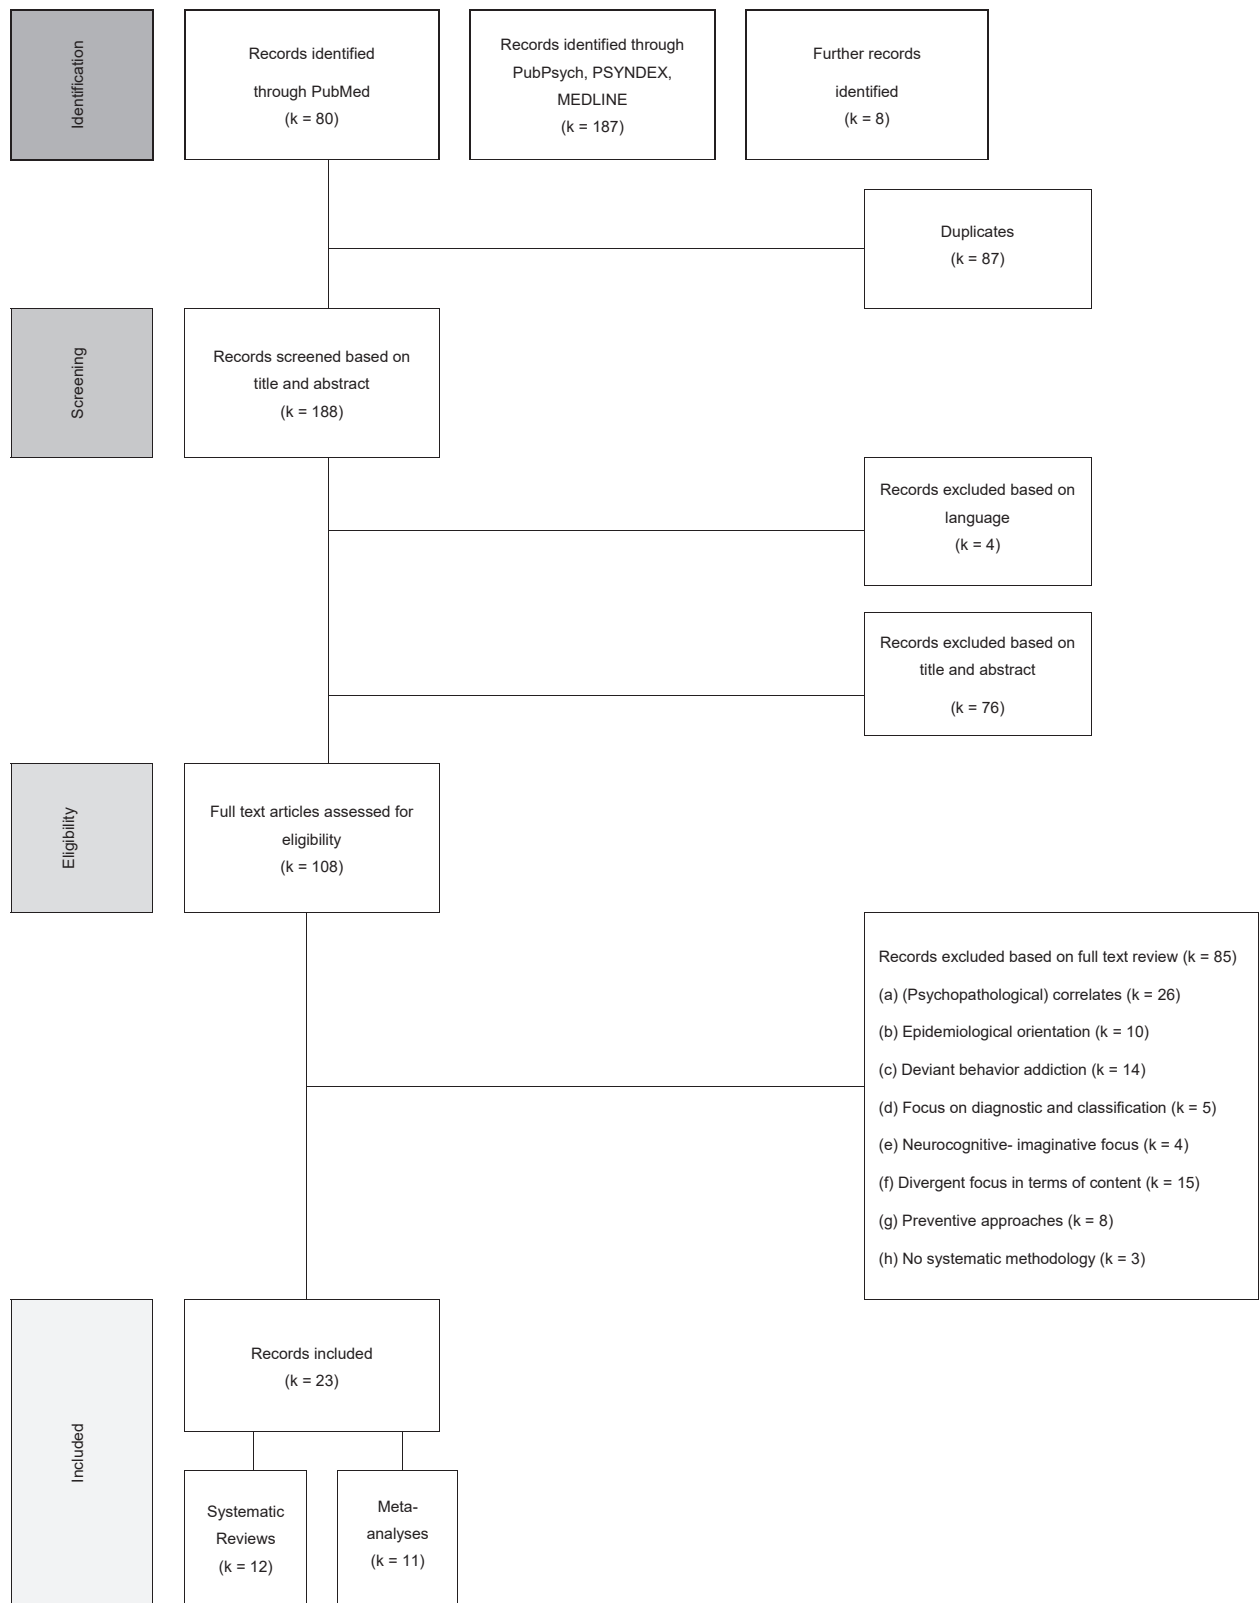 Identification
Records identified
through PubMed
(k = 80)
Records identified through
PubPsych, PSYNDEX,
MEDLINE
(k = 187)
Further records
identified
(k = 8)
Duplicates
(k = 87)
Screening
Records screened based on
title and abstract
(k = 188)
Records excluded based on
language
(k = 4)
Records excluded based on
title and abstract
(k = 76)
Eligibility
Full text articles assessed for
eligibility
(k = 108)
Records excluded based on full text review (k = 85)
(a) (Psychopathological) correlates (k = 26)
(b) Epidemiological orientation (k = 10)
(c) Deviant behavior addiction (k = 14)
(d) Focus on diagnostic and classification (k = 5)
(e) Neurocognitive- imaginative focus (k = 4)
(f) Divergent focus in terms of content (k = 15)
(g) Preventive approaches (k = 8)
(h) No systematic methodology (k = 3)
Included
Records included
(k = 23)
Systematic
Reviews
(k = 12)
Meta-
analyses
(k = 11)